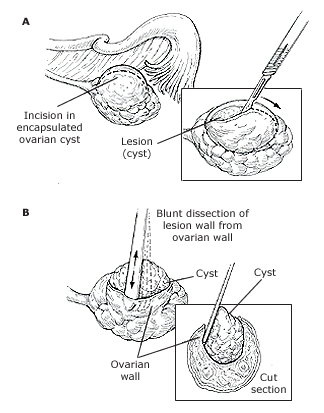 A
Incision in
encapsulated
ovarian cyst
Lesion
(cyst)
B
Blunt dissection of
lesion wall from
ovarian wall
Cyst
Cyst
Ovarian
wall
Cut
section